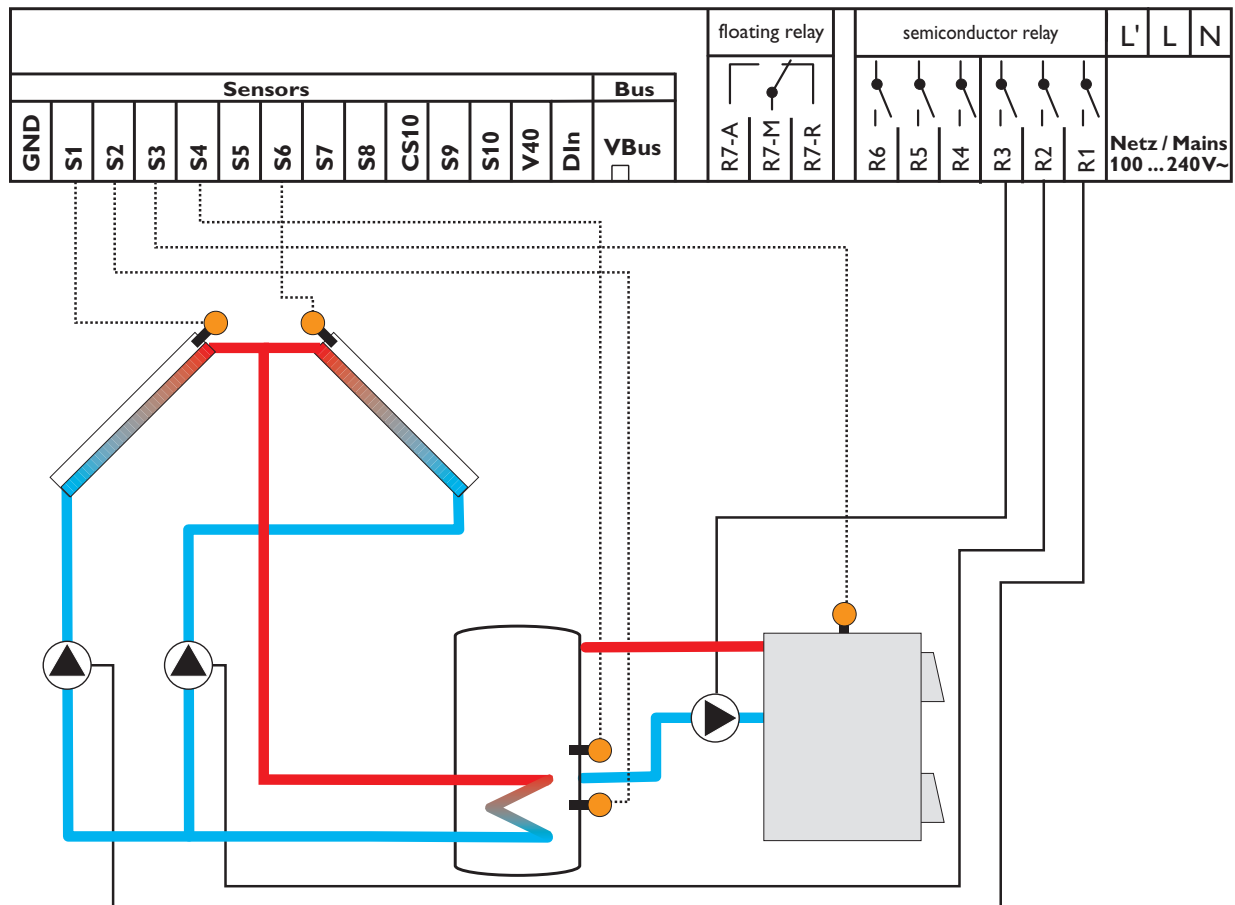 floating relay
semiconductor relay
L' L N
Sensors
Bus
GND
S1
S2
S3
S4
S5
S6
S7
S8
CS10
S9
S10
V40
DIn
VBus
R7-A
R7-M
R7-R
R6
R5
R4
R3
R2
R1
Netz / Mains
100 ... 240V~